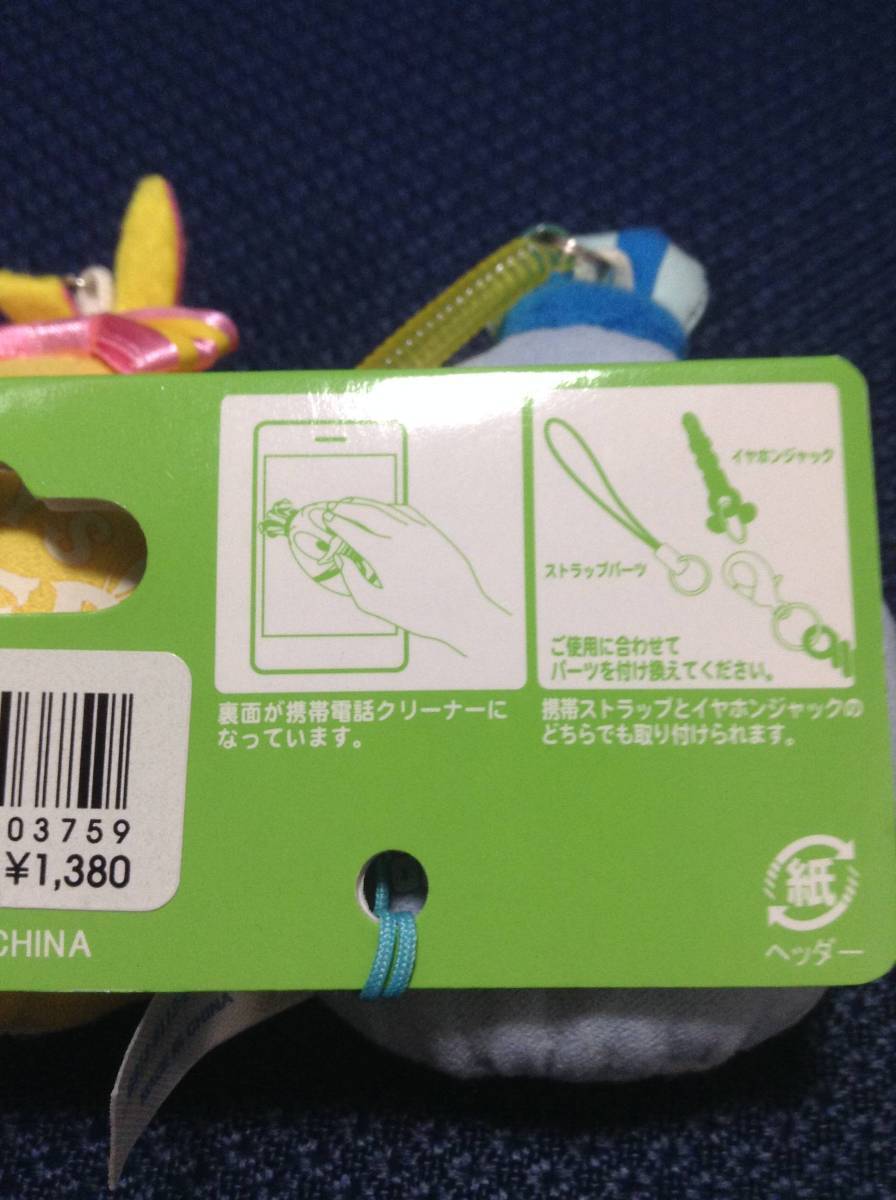 イヤホンジャック
ストラップパーツ
ご使用に合わせて
パーツを付け換えてください。
裏面が携帯電話クリーナーに
なっています。
携帯ストラップとイヤホンジャックの
どちらでも取り付けられます。
03759
¥1,380
CHINA
紙
ヘッダー
CHINA